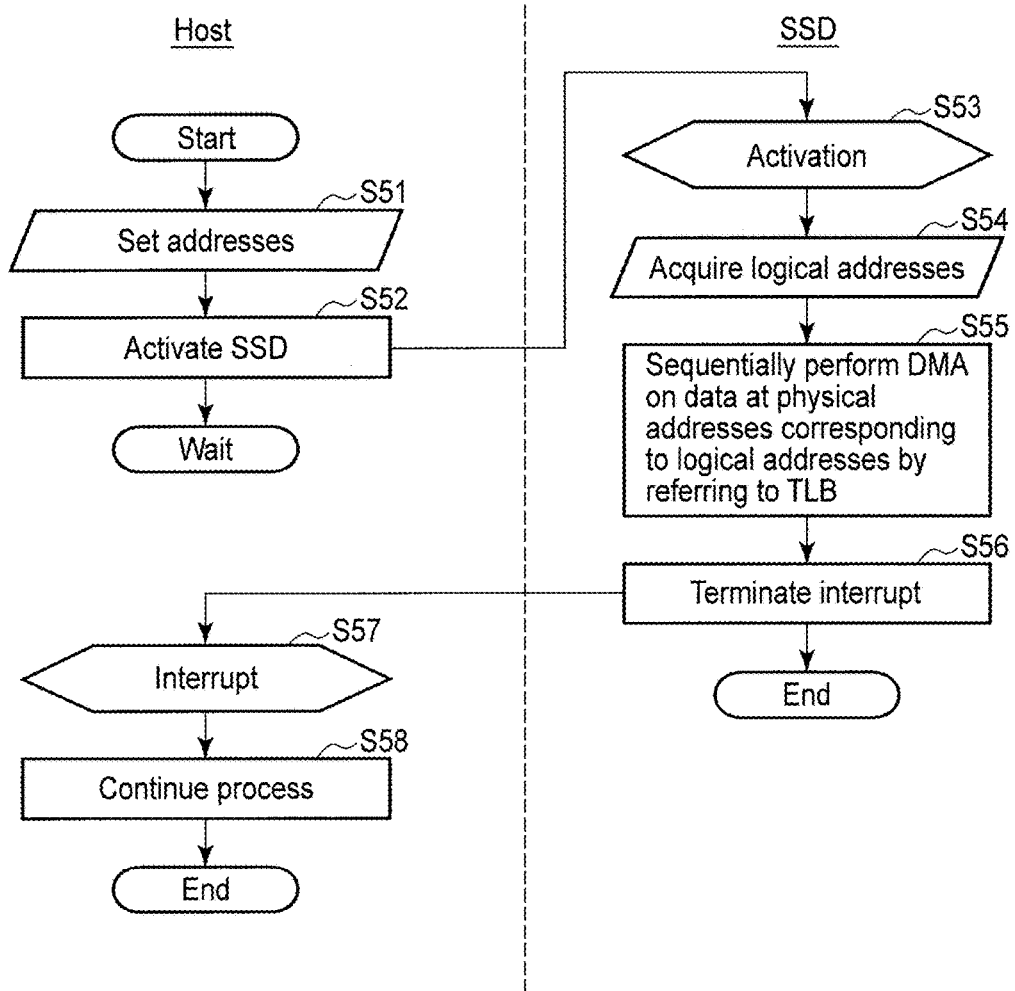 Host
Start
S51
Set addresses
S52
Activate SSD
Wait
S57
Interrupt
S58
Continue process
End
SSD
S53
Activation
S54
Acquire logical addresses
S55
Sequentially perform DMA
on data at physical
addresses corresponding
to logical addresses by
referring to TLB
S56
Terminate interrupt
End